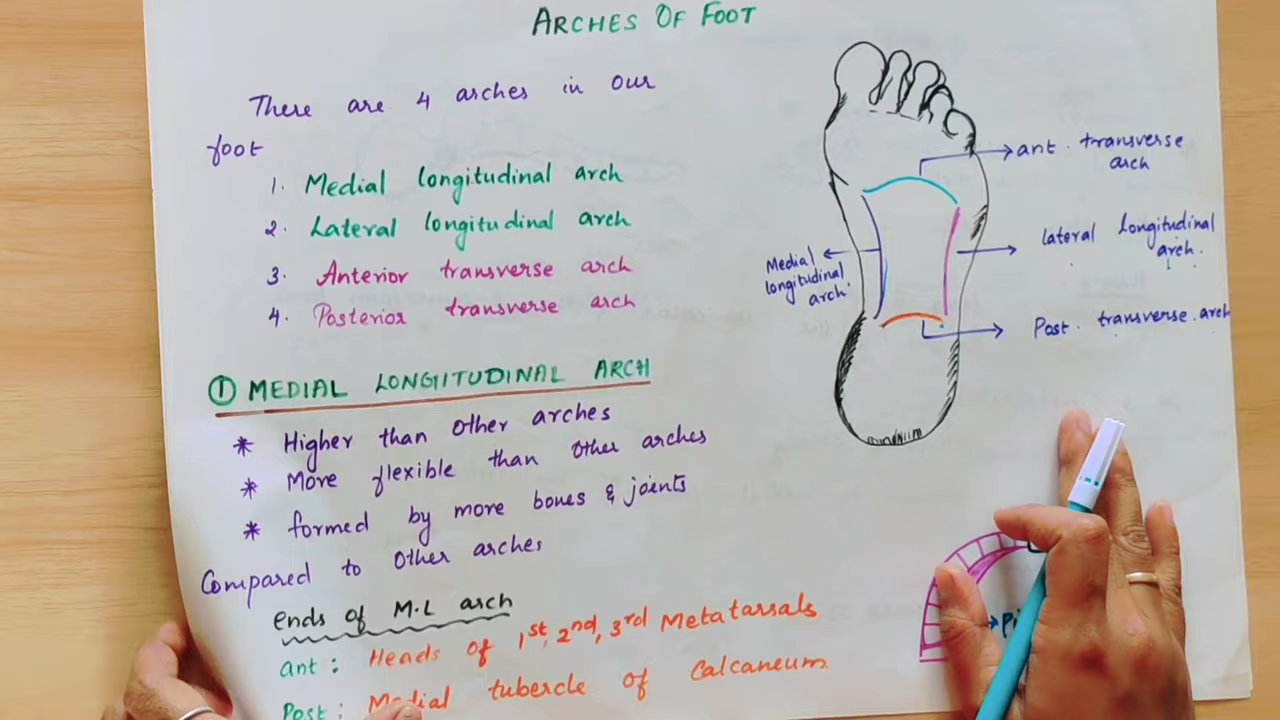 ARCHES OF FOOT
There are 4 arches in our
foot
1. Medial longitudinal arch
2. Lateral longitudinal arch
3. Anterior transverse arch
4. Posterior transverse arch
ant. transverse
arch
lateral longitudinal
arch.
Medial
longitudinal
arch.
Post. transverse arch
① MEDIAL LONGITUDINAL ARCH
* Higher than other arches
* More flexible than other arches
* formed by more bones & joints
Compared to other arches
ends of M.L arch
ant: Heads of 1st, 2nd, 3rd Metatarsals
Post: Medial tubercle of Calcaneum.